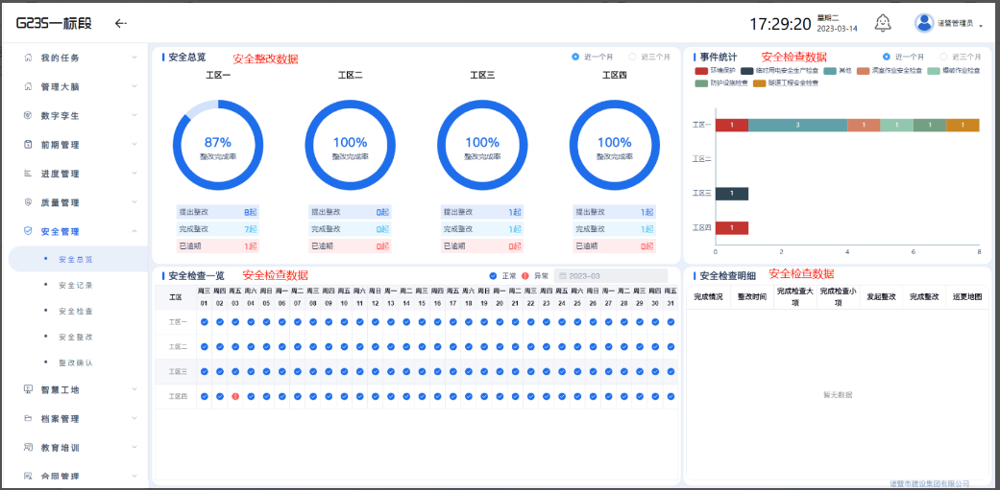 G235一标段
17:29:20
星期二
2023-03-14
诸暨管理员
我的任务
管理大脑
数字孪生
前期管理
进度管理
质量管理
安全管理
安全总览
安全记录
安全检查
安全整改
整改确认
智慧工地
档案管理
教育培训
合同管理
安全总览
安全整改数据
近一个月
近三个月
工区一
工区二
工区三
工区四
87%
整改完成率
100%
整改完成率
100%
整改完成率
100%
整改完成率
提出整改 8起
完成整改 7起
已逾期 1起
提出整改 0起
完成整改 0起
已逾期 0起
提出整改 1起
完成整改 1起
已逾期 0起
提出整改 1起
完成整改 1起
已逾期 0起
事件统计
安全检查数据
近一个月
近三个月
环境保护 临时用电安全生产检查 其他 洞室作业安全检查 爆破作业检查
防护设施检查 隧道工程安全检查
工区一 1 3 1 1 1 1
工区二
工区三 1
工区四 1
0 2 4 6 8
安全检查一览
安全检查数据
正常
异常
2023-03
工区 周三 周四 周五 周六 周日 周一 周二 周三 周四 周五 周六 周日 周一 周二 周三 周四 周五 周六 周日 周一 周二 周三 周四 周五 周六 周日 周一 周二 周三 周四 周五
01 02 03 04 05 06 07 08 09 10 11 12 13 14 15 16 17 18 19 20 21 22 23 24 25 26 27 28 29 30 31
工区一
工区二
工区三
工区四
安全检查明细
安全检查数据
完成情况 整改时间 完成检查大项 完成检查小项 发起整改 完成整改 巡更地图
暂无数据
诸暨市建设集团有限公司